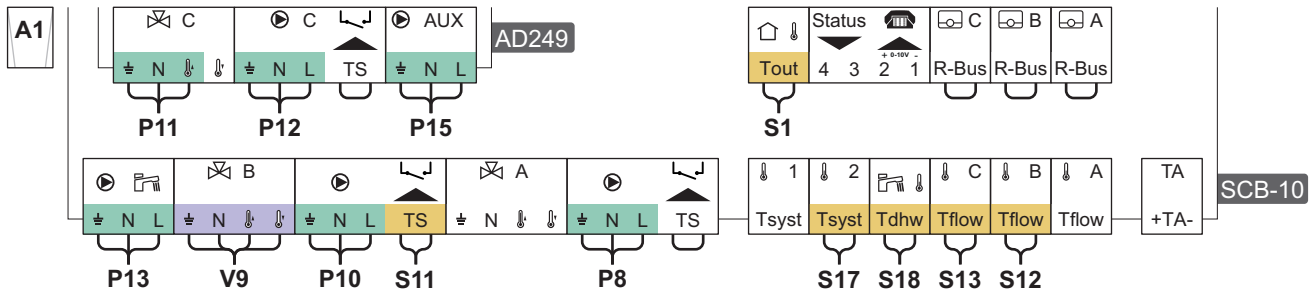 A1
C
C
AUX
AD249
N
N L
TS
N L
P11
P12
P15
Status
C
B
A
+ 0-10V -
Tout
4 3
2 1
R-Bus
R-Bus
R-Bus
S1
B
A
1
2
C
B
A
TA
SCB-10
N L
N
N L
TS
N
N L
TS
Tsyst
Tsyst
Tdhw
Tflow
Tflow
Tflow
+TA-
P13
V9
P10
S11
P8
S17
S18
S13
S12